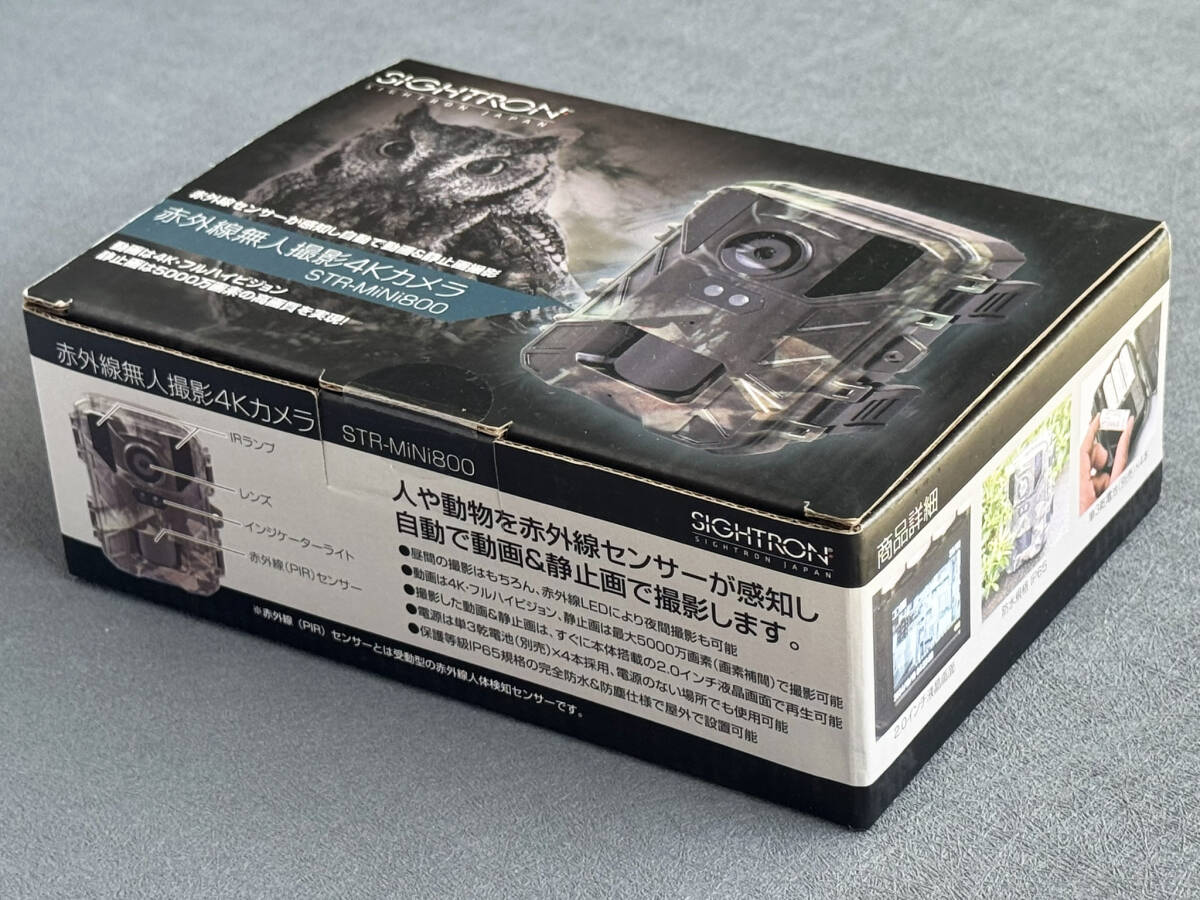 SIGHTRON
SIGHTRON JAPAN
赤外線センサーが感知し自動で動画&静止画撮影
赤外線無人撮影4Kカメラ
STR-MiNi800
動画は4K・フルハイビジョン
静止画は5000万画素の高画質を実現!
赤外線無人撮影4Kカメラ
STR-MiNi800
SIGHTRON
SIGHTRON JAPAN
IRランプ
レンズ
インジケーターライト
赤外線(PIR)センサー
※赤外線(PIR)センサーとは受動型の赤外線人体検知センサーです。
人や動物を赤外線センサーが感知し
自動で動画&静止画で撮影します。
●昼間の撮影はもちろん、赤外線LEDにより夜間撮影も可能
●動画は4K・フルハイビジョン、静止画は最大5000万画素(画素補間)で撮影可能
●撮影した動画&静止画は、すぐに本体搭載の2.0インチ液晶画面で再生可能
●電源は単3乾電池(別売)×4本採用、電源のない場所でも使用可能
●保護等級IP65規格の完全防水&防塵仕様で屋外で設置可能
商品詳細
2.0インチ液晶画面
防水規格 IP65